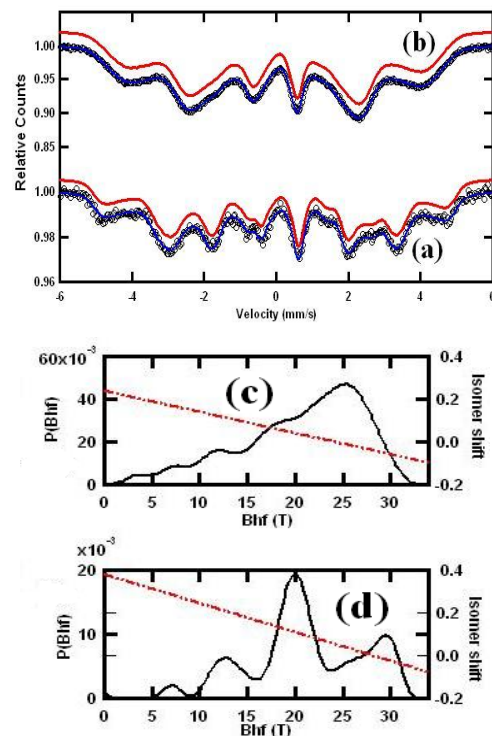 (b)
1.00
0.95
0.90
0.85
Relative Counts
1.00
0.98
0.96
(a)
-6 -4 -2 0 2 4 6
Velocity (mm/s)
60x10⁻³
40
20
0
P(Bhf)
(c)
0.4
0.2
0.0
-0.2
Isomer shift
0 5 10 15 20 25 30
Bhf (T)
x10⁻³
20
10
0
P(Bhf)
(d)
0.4
0.2
0.0
-0.2
Isomer shift
0 5 10 15 20 25 30
Bhf (T)